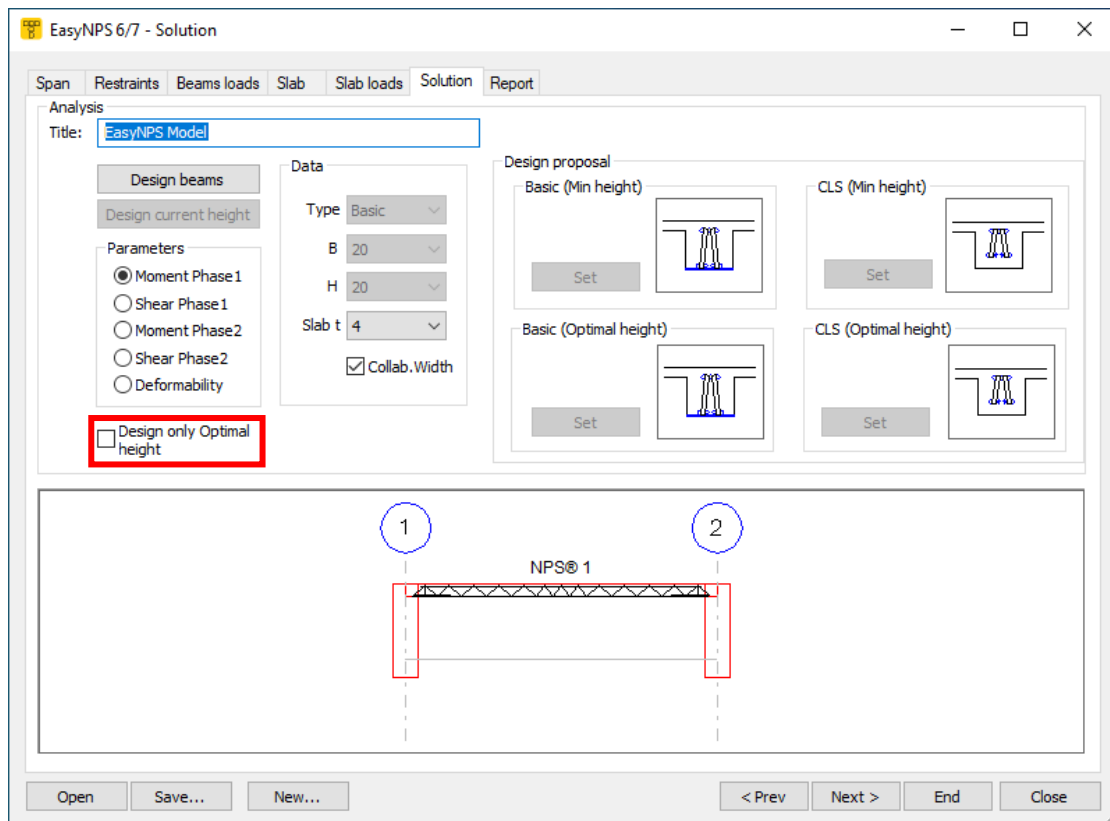 EasyNPS 6/7 - Solution
Span Restraints Beams loads Slab Slab loads Solution Report
Analysis
Title: EasyNPS Model
Design beams
Design current height
Parameters
Moment Phase1
Shear Phase1
Moment Phase2
Shear Phase2
Deformability
Design only Optimal
height
Data
Type Basic
B 20
H 20
Slab t 4
Collab.Width
Design proposal
Basic (Min height)
Set
CLS (Min height)
Set
Basic (Optimal height)
Set
CLS (Optimal height)
Set
1 2
NPS® 1
Open Save... New... < Prev Next > End Close